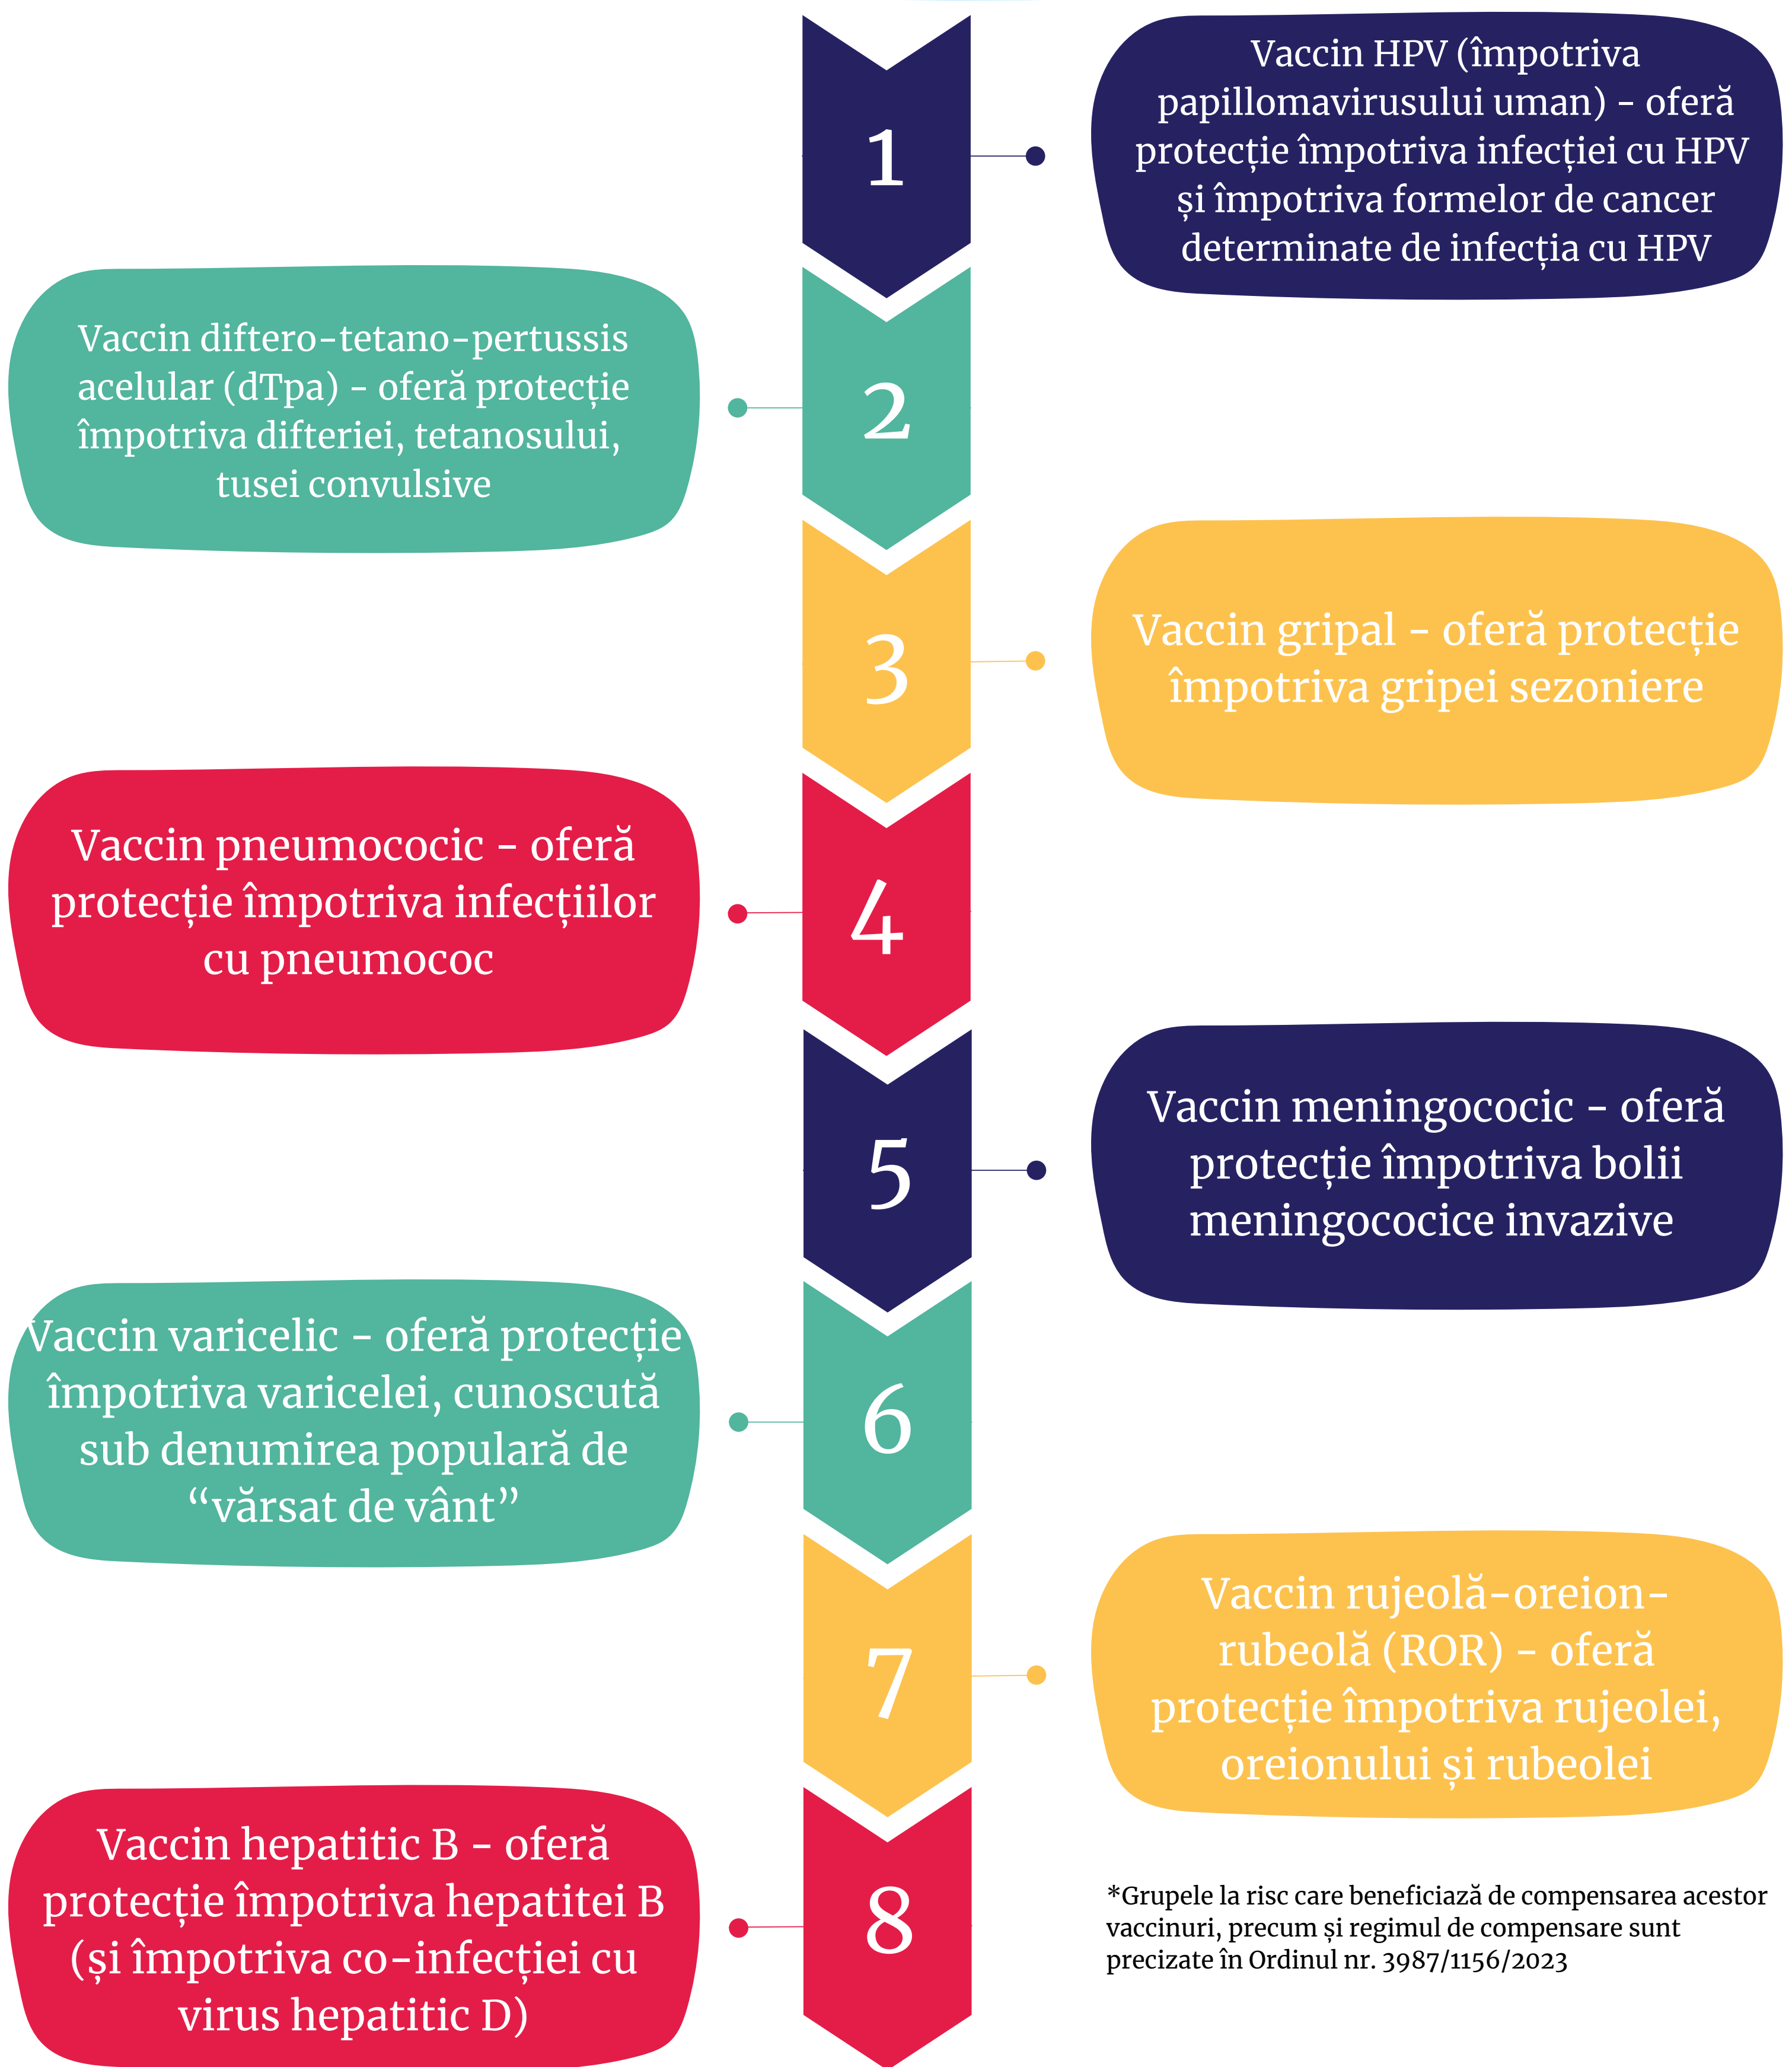 1
Vaccin HPV (împotriva
papillomavirusului uman) - oferă
protecție împotriva infecției cu HPV
și împotriva formelor de cancer
determinate de infecția cu HPV
Vaccin diftero-tetano-pertussis
acelular (dTpa) - oferă protecție
împotriva difteriei, tetanosului,
tusei convulsive
2
3
Vaccin gripal - oferă protecție
împotriva gripei sezoniere
Vaccin pneumococic - oferă
protecție împotriva infecțiilor
cu pneumococ
4
5
Vaccin meningococic - oferă
protecție împotriva bolii
meningococice invazive
Vaccin varicelic - oferă protecție
împotriva varicelei, cunoscută
sub denumirea populară de
“vărsat de vânt”
6
7
Vaccin rujeolă-oreion-
rubeolă (ROR) - oferă
protecție împotriva rujeolei,
oreionului și rubeolei
Vaccin hepatitic B - oferă
protecție împotriva hepatitei B
(și împotriva co-infecției cu
virus hepatitic D)
8
*Grupele la risc care beneficiază de compensarea acestor
vaccinuri, precum și regimul de compensare sunt
precizate în Ordinul nr. 3987/1156/2023